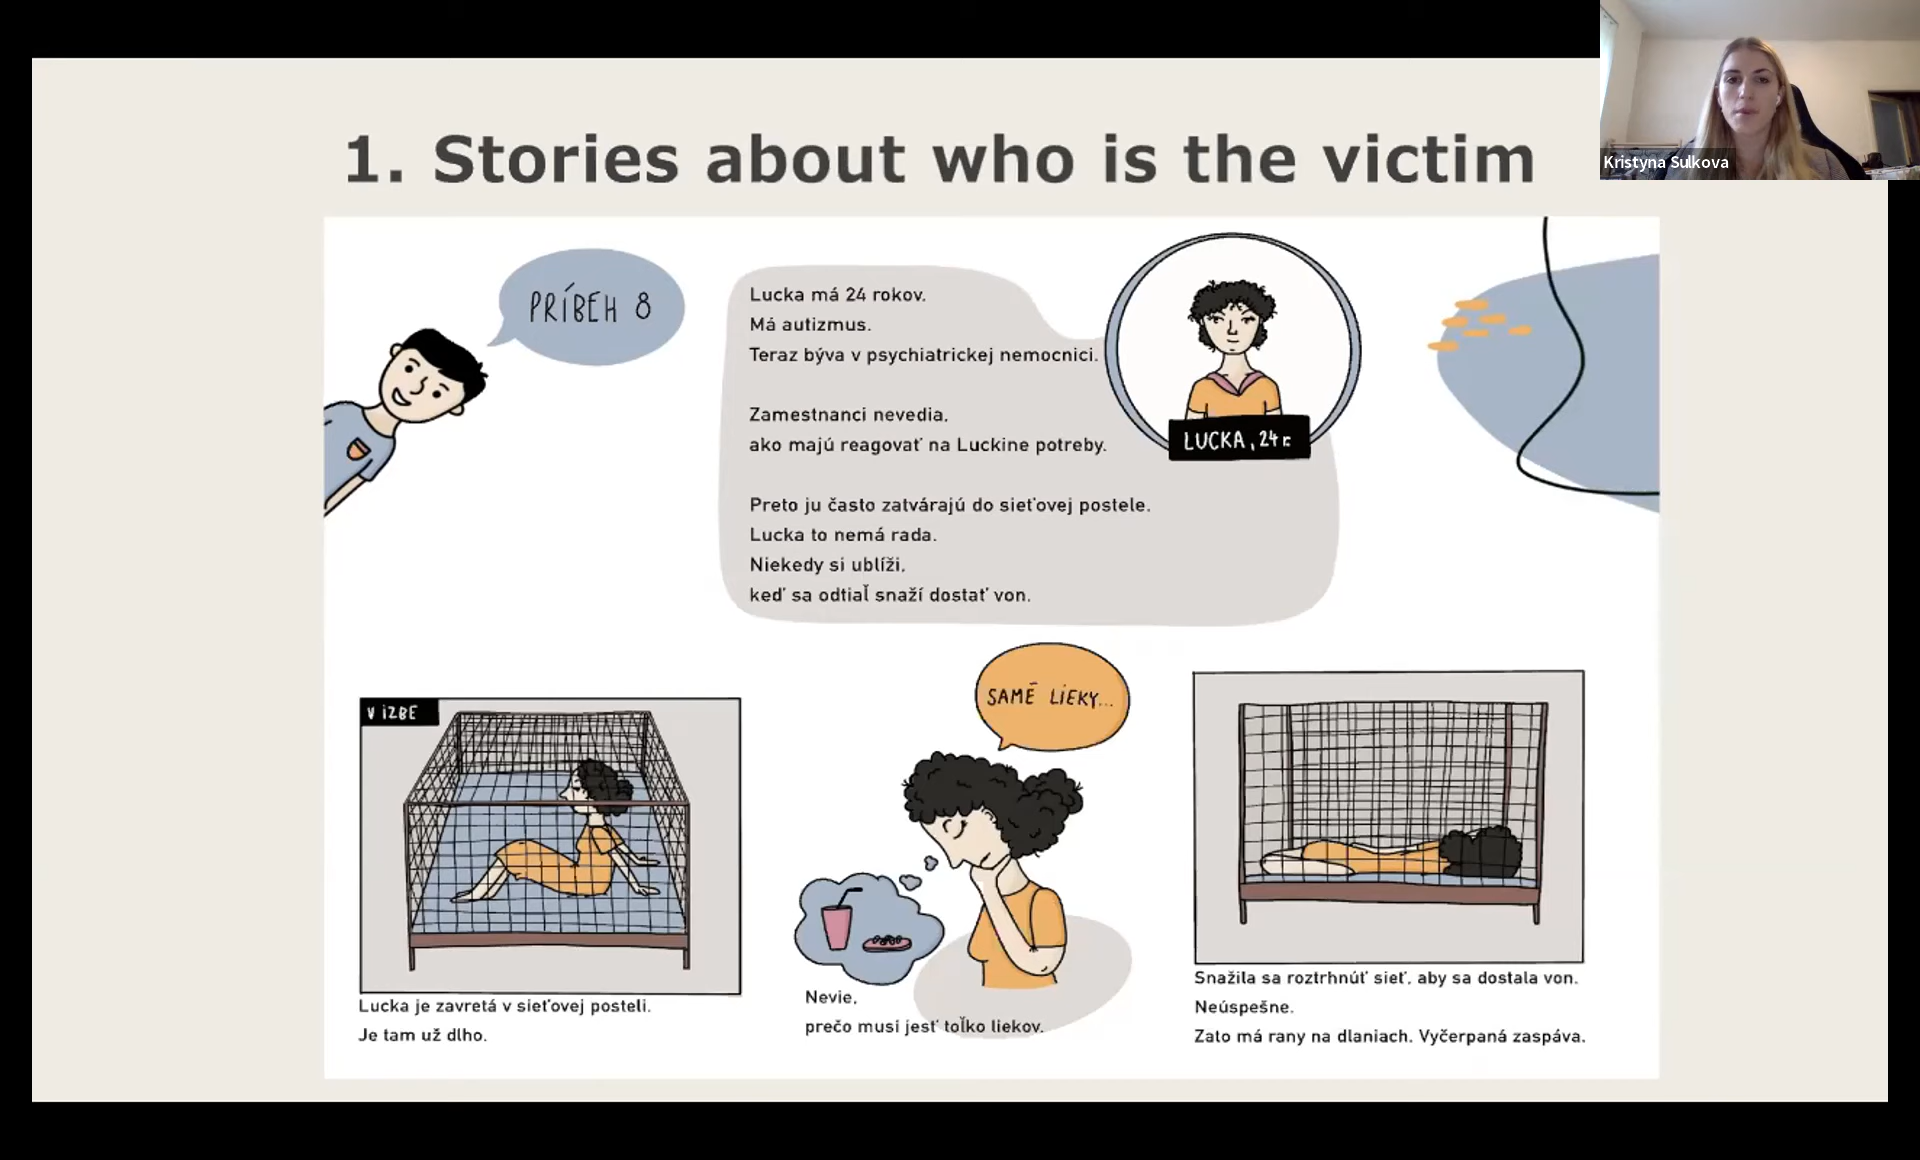 1. Stories about who is the victim
Kristyna Sulkova
PRÍBEH 8
Lucka má 24 rokov.
Má autizmus.
Teraz býva v psychiatrickej nemocnici.
Zamestnanci nevedia,
ako majú reagovať na Luckine potreby.
Preto ju často zatvárajú do sieťovej postele.
Lucka to nemá rada.
Niekedy si ublíži,
keď sa odtiaľ snaží dostať von.
LUCKA, 24 r.
V iZBE
Lucka je zavretá v sieťovej posteli.
Je tam už dlho.
SAMÉ LiEKY...
Nevie,
prečo musí jesť toľko liekov.
Snažila sa roztrhnúť sieť, aby sa dostala von.
Neúspešne.
Zato má rany na dlaniach. Vyčerpaná zaspáva.